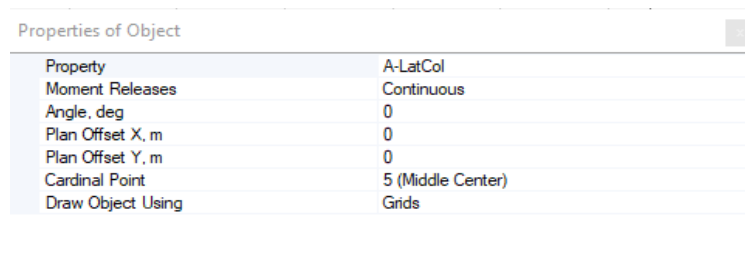 Properties of Object
x
Property A-LatCol
Moment Releases Continuous
Angle, deg 0
Plan Offset X, m 0
Plan Offset Y, m 0
Cardinal Point 5 (Middle Center)
Draw Object Using Grids